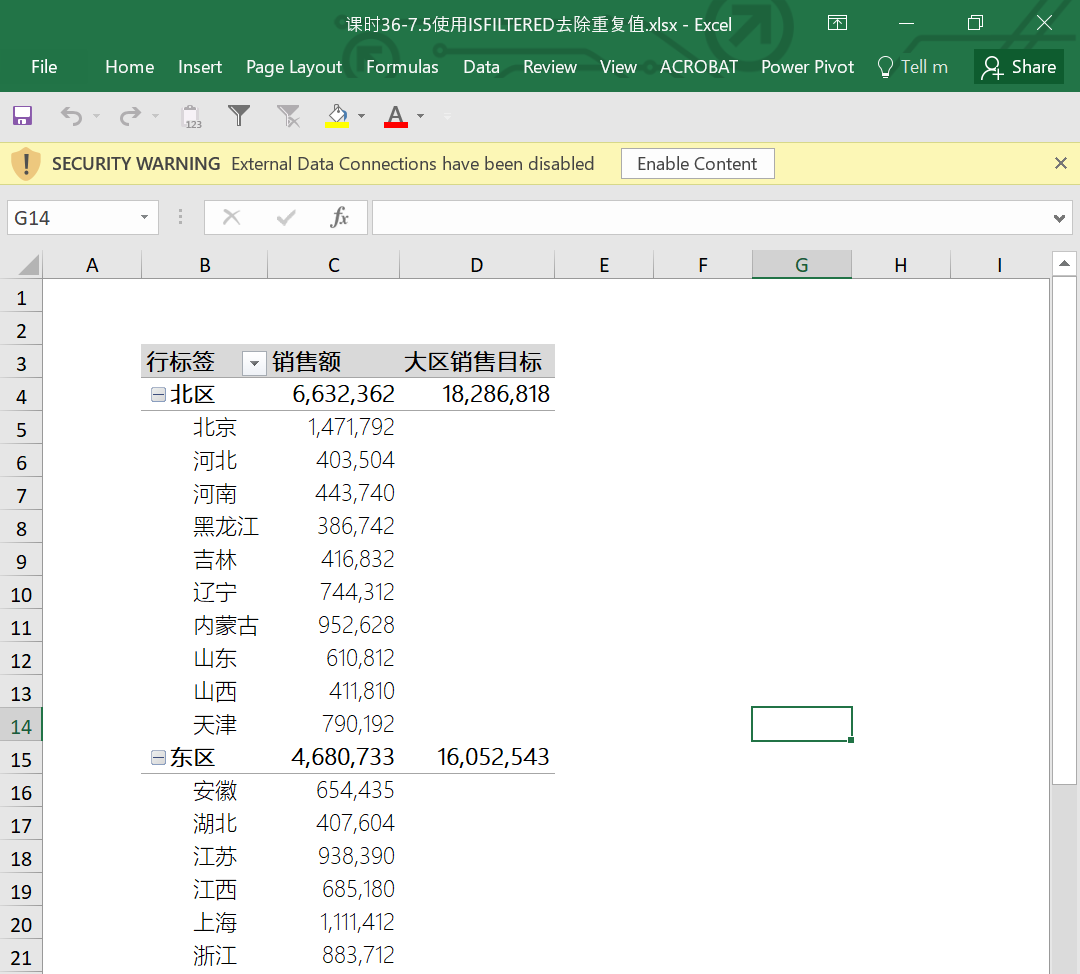 课时36-7.5使用ISFILTERED去除重复值.xlsx - Excel
File Home Insert Page Layout Formulas Data Review View ACROBAT Power Pivot Tell m Share
123 A
SECURITY WARNING External Data Connections have been disabled Enable Content
G14 fx
A B C D E F G H I
1
2
3 行标签 销售额 大区销售目标
4 北区 6,632,362 18,286,818
5 北京 1,471,792
6 河北 403,504
7 河南 443,740
8 黑龙江 386,742
9 吉林 416,832
10 辽宁 744,312
11 内蒙古 952,628
12 山东 610,812
13 山西 411,810
14 天津 790,192
15 东区 4,680,733 16,052,543
16 安徽 654,435
17 湖北 407,604
18 江苏 938,390
19 江西 685,180
20 上海 1,111,412
21 浙江 883,712